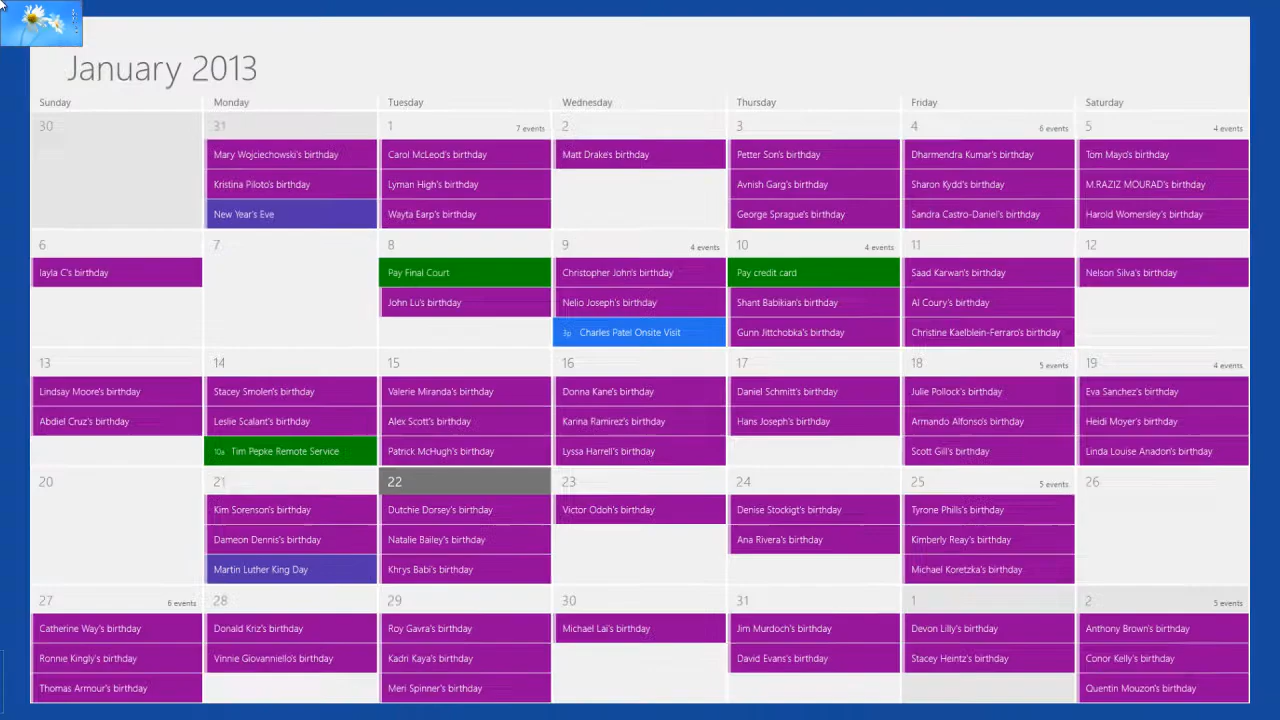 January 2013
Sunday Monday Tuesday Wednesday Thursday Friday Saturday
30 31 1 7 events 2 3 4 6 events 5 4 events
Mary Wojciechowski's birthday Carol McLeod's birthday Matt Drake's birthday Petter Son's birthday Dharmendra Kumar's birthday Tom Mayo's birthday
Kristina Piloto's birthday Lyman High's birthday Avnish Garg's birthday Sharon Kydd's birthday M.RAZIZ MOURAD's birthday
New Year's Eve Wayta Earp's birthday George Sprague's birthday Sandra Castro-Daniel's birthday Harold Womersley's birthday
6 7 8 9 4 events 10 4 events 11 12
layla C's birthday Pay Final Court Christopher John's birthday Pay credit card Saad Karwan's birthday Nelson Silva's birthday
John Lu's birthday Nelio Joseph's birthday Shant Babikian's birthday Al Coury's birthday
3p Charles Patel Onsite Visit Gunn Jittchobka's birthday Christine Kaelblein-Ferraro's birthday
13 14 15 16 17 18 5 events 19 4 events
Lindsay Moore's birthday Stacey Smolen's birthday Valerie Miranda's birthday Donna Kane's birthday Daniel Schmitt's birthday Julie Pollock's birthday Eva Sanchez's birthday
Abdiel Cruz's birthday Leslie Scalant's birthday Alex Scott's birthday Karina Ramirez's birthday Hans Joseph's birthday Armando Alfonso's birthday Heidi Moyer's birthday
10a Tim Pepke Remote Service Patrick McHugh's birthday Lyssa Harrell's birthday Scott Gill's birthday Linda Louise Anadon's birthday
20 21 22 23 24 25 5 events 26
Kim Sorenson's birthday Dutchie Dorsey's birthday Victor Odoh's birthday Denise Stockigt's birthday Tyrone Phills's birthday
Dameon Dennis's birthday Natalie Bailey's birthday Ana Rivera's birthday Kimberly Reay's birthday
Martin Luther King Day Khrys Babi's birthday Michael Koretzka's birthday
27 6 events 28 29 30 31 1 2 5 events
Catherine Way's birthday Donald Kriz's birthday Roy Gavra's birthday Michael Lai's birthday Jim Murdoch's birthday Devon Lilly's birthday Anthony Brown's birthday
Ronnie Kingly's birthday Vinnie Giovanniello's birthday Kadri Kaya's birthday David Evans's birthday Stacey Heintz's birthday Conor Kelly's birthday
Thomas Armour's birthday Meri Spinner's birthday Quentin Mouzon's birthday